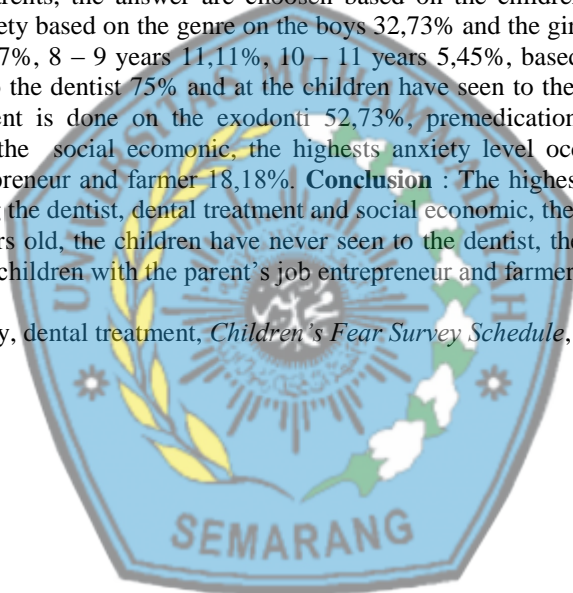 rents, the answer are choosen based on the children
ety based on the genre on the boys 32,73% and the gir
7%, 8 – 9 years 11,11%, 10 – 11 years 5,45%, based
the dentist 75% and at the children have seen to the
ent is done on the exodonti 52,73%, premedication
the social ecomonic, the highests anxiety level occ
preneur and farmer 18,18%. Conclusion : The highes
the dentist, dental treatment and social economic, the
rs old, the children have never seen to the dentist, the
children with the parent's job entrepreneur and farmer
y, dental treatment, Children's Fear Survey Schedule,
UNIVERSITAS MUHAMMADIYAH
SEMARANG